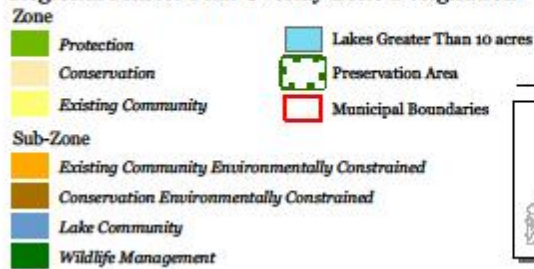 Zone
Protection
Conservation
Existing Community
Lakes Greater Than 10 acres
Preservation Area
Municipal Boundaries
Sub-Zone
Existing Community Environmentally Constrained
Conservation Environmentally Constrained
Lake Community
Wildlife Management